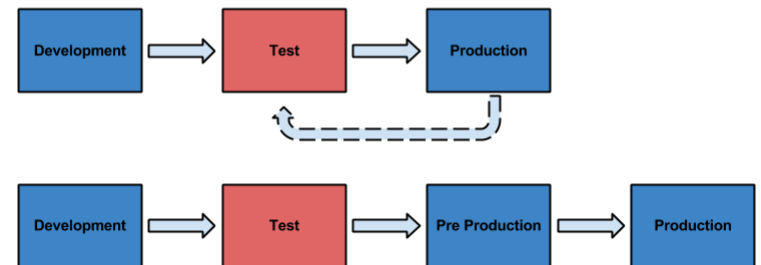 Development
Test
Production
Development
Test
Pre Production
Production